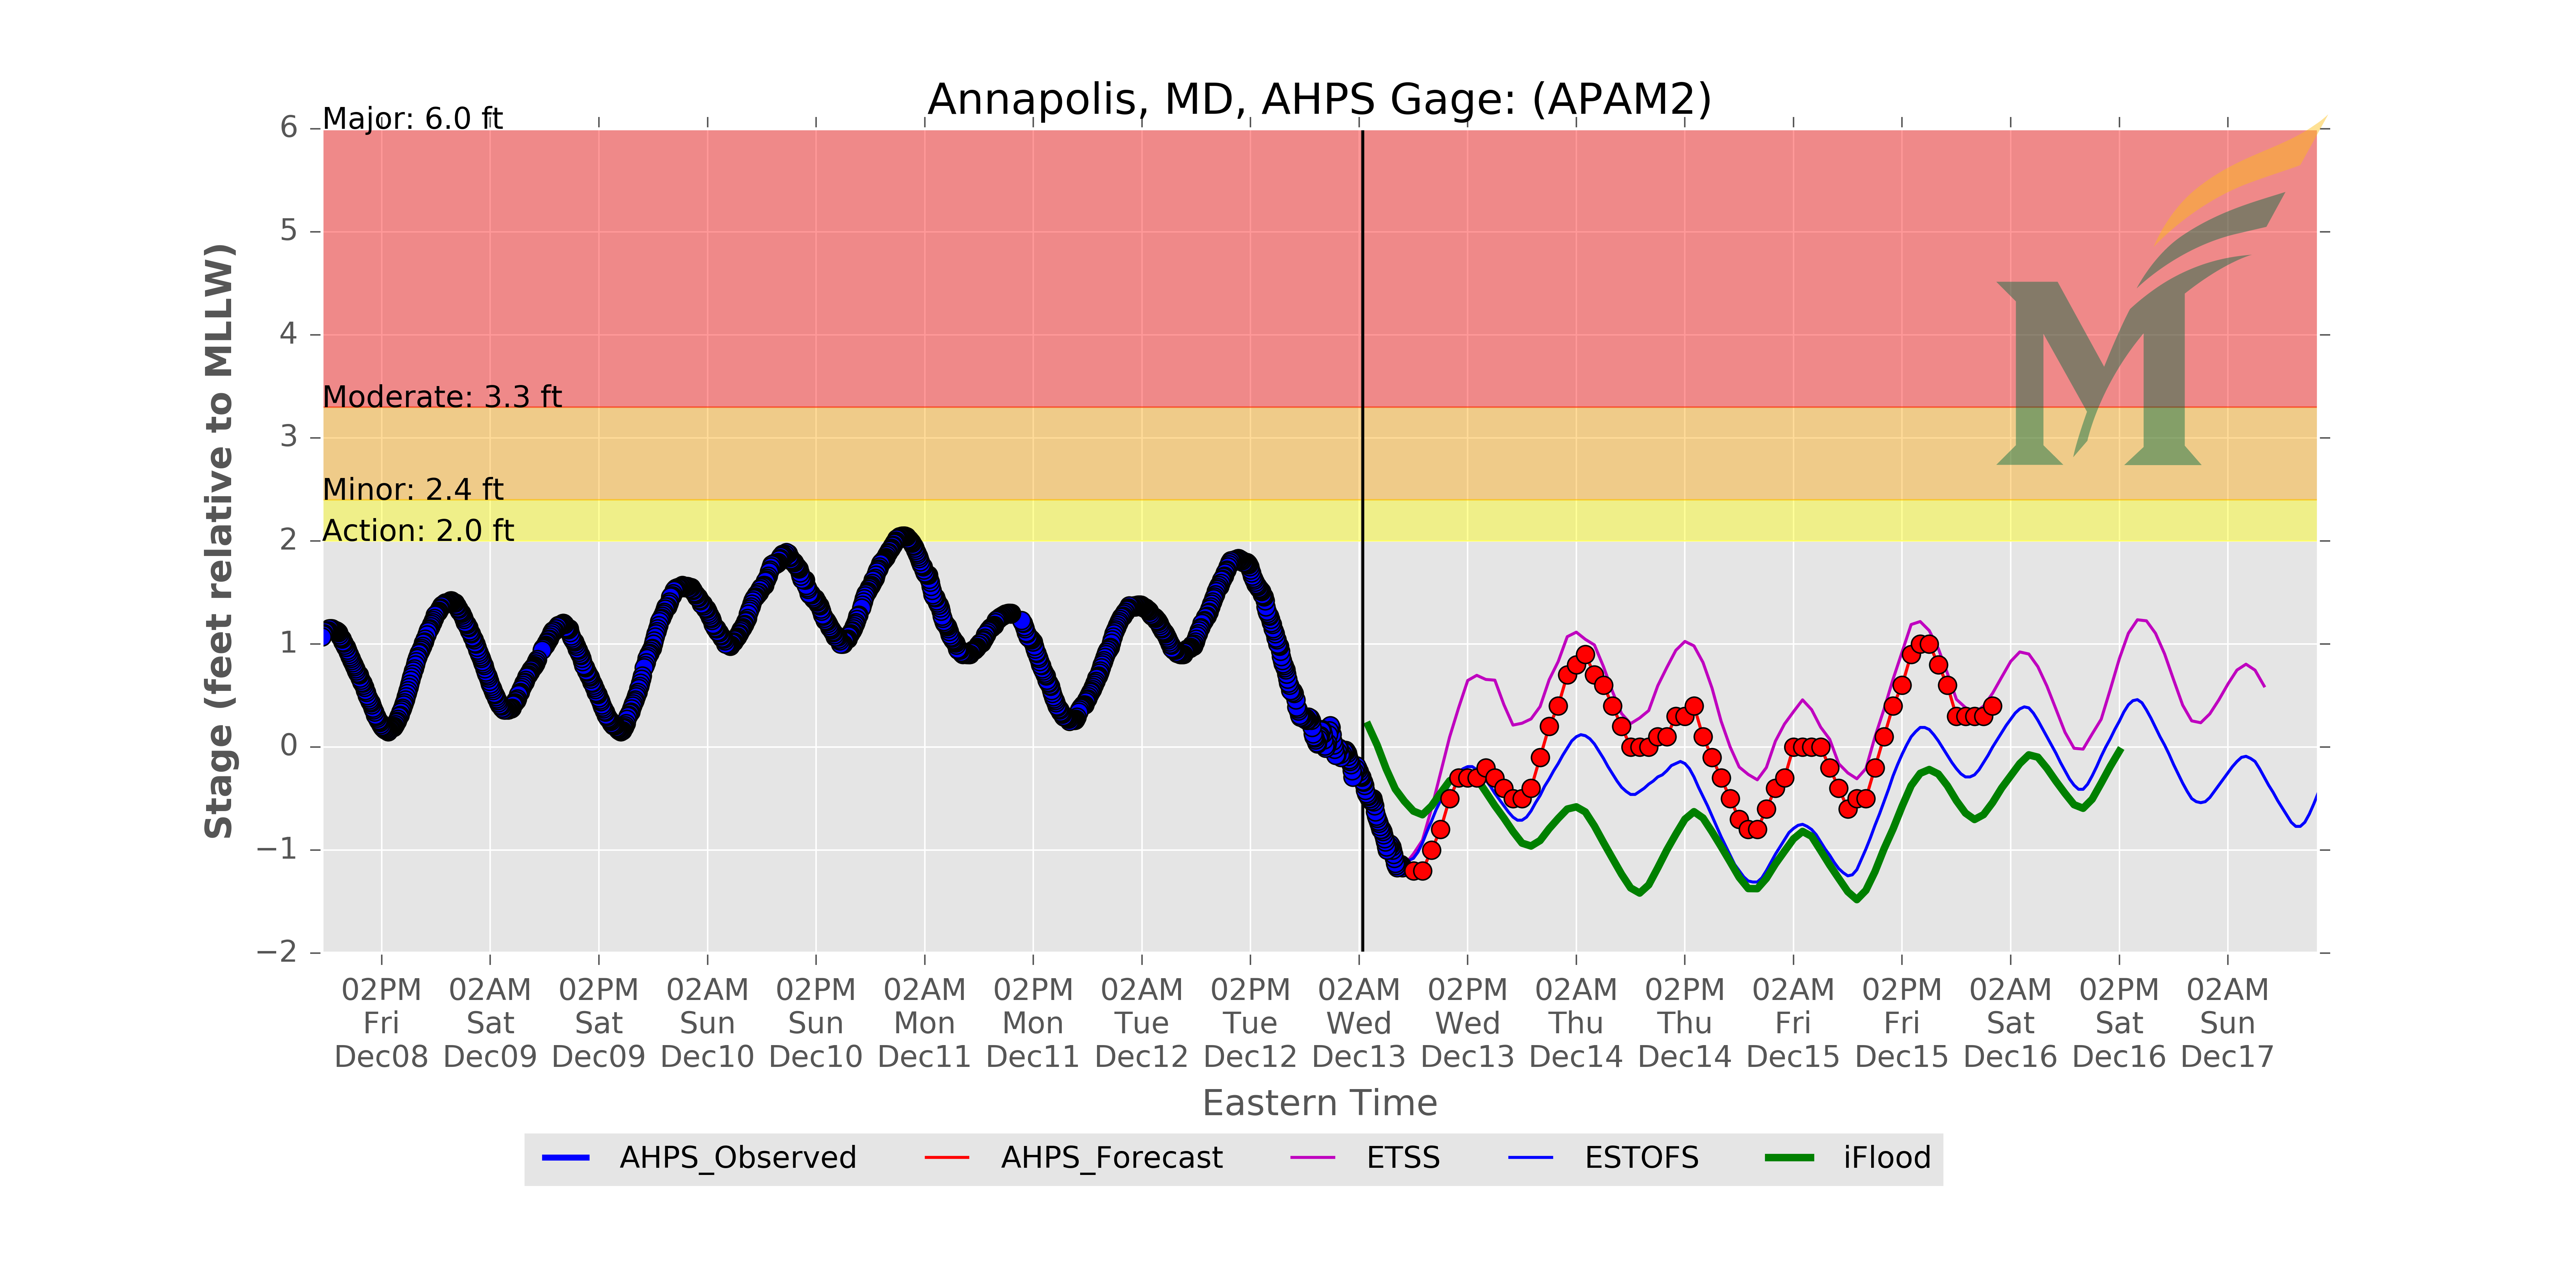 Annapolis, MD, AHPS Gage: (APAM2)
Major: 6.0 ft
Moderate: 3.3 ft
Minor: 2.4 ft
Action: 2.0 ft
Stage (feet relative to MLLW)
6
5
4
3
2
1
0
−1
−2
02PM 02AM 02PM 02AM 02PM 02AM 02PM 02AM 02PM 02AM 02PM 02AM 02PM 02AM 02PM 02AM 02PM 02AM
Fri Sat Sat Sun Sun Mon Mon Tue Tue Wed Wed Thu Thu Fri Fri Sat Sat Sun
Dec08 Dec09 Dec09 Dec10 Dec10 Dec11 Dec11 Dec12 Dec12 Dec13 Dec13 Dec14 Dec14 Dec15 Dec15 Dec16 Dec16 Dec17
Eastern Time
AHPS_Observed AHPS_Forecast ETSS ESTOFS iFlood
M